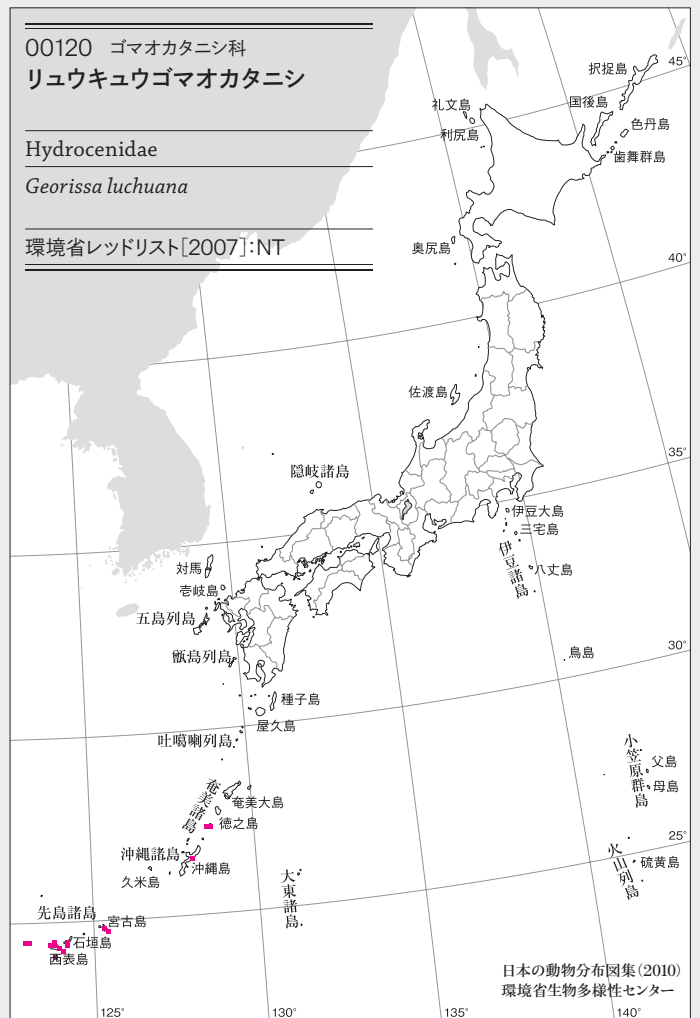 00120 ゴマオカタニシ科
リュウキュウゴマオカタニシ
Hydrocenidae
Georissa luchuana
環境省レッドリスト[2007]:NT
択捉島
45°
礼文島
国後島
色丹島
利尻島
歯舞群島
奥尻島
40°
佐渡島
35°
隠岐諸島
伊豆大島
三宅島
伊豆諸島
八丈島
対馬
壱岐島
五島列島
甑島列島
30°
鳥島
種子島
屋久島
吐噶喇列島
小笠原群島
父島
母島
奄美諸島
奄美大島
徳之島
25°
沖縄諸島
沖縄島
久米島
火山列島
硫黄島
大東諸島
先島諸島
宮古島
石垣島
西表島
日本の動物分布図集(2010)
環境省生物多様性センター
125°
130°
135°
140°